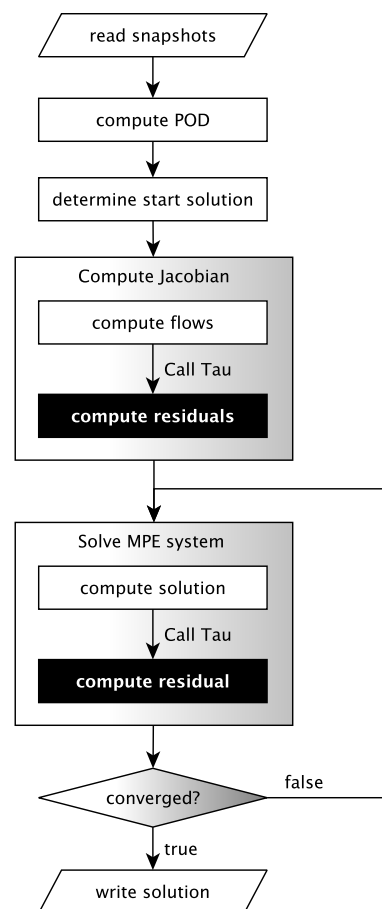 read snapshots
compute POD
determine start solution
Compute Jacobian
compute flows
Call Tau
compute residuals
Solve MPE system
compute solution
Call Tau
compute residual
converged?
false
true
write solution